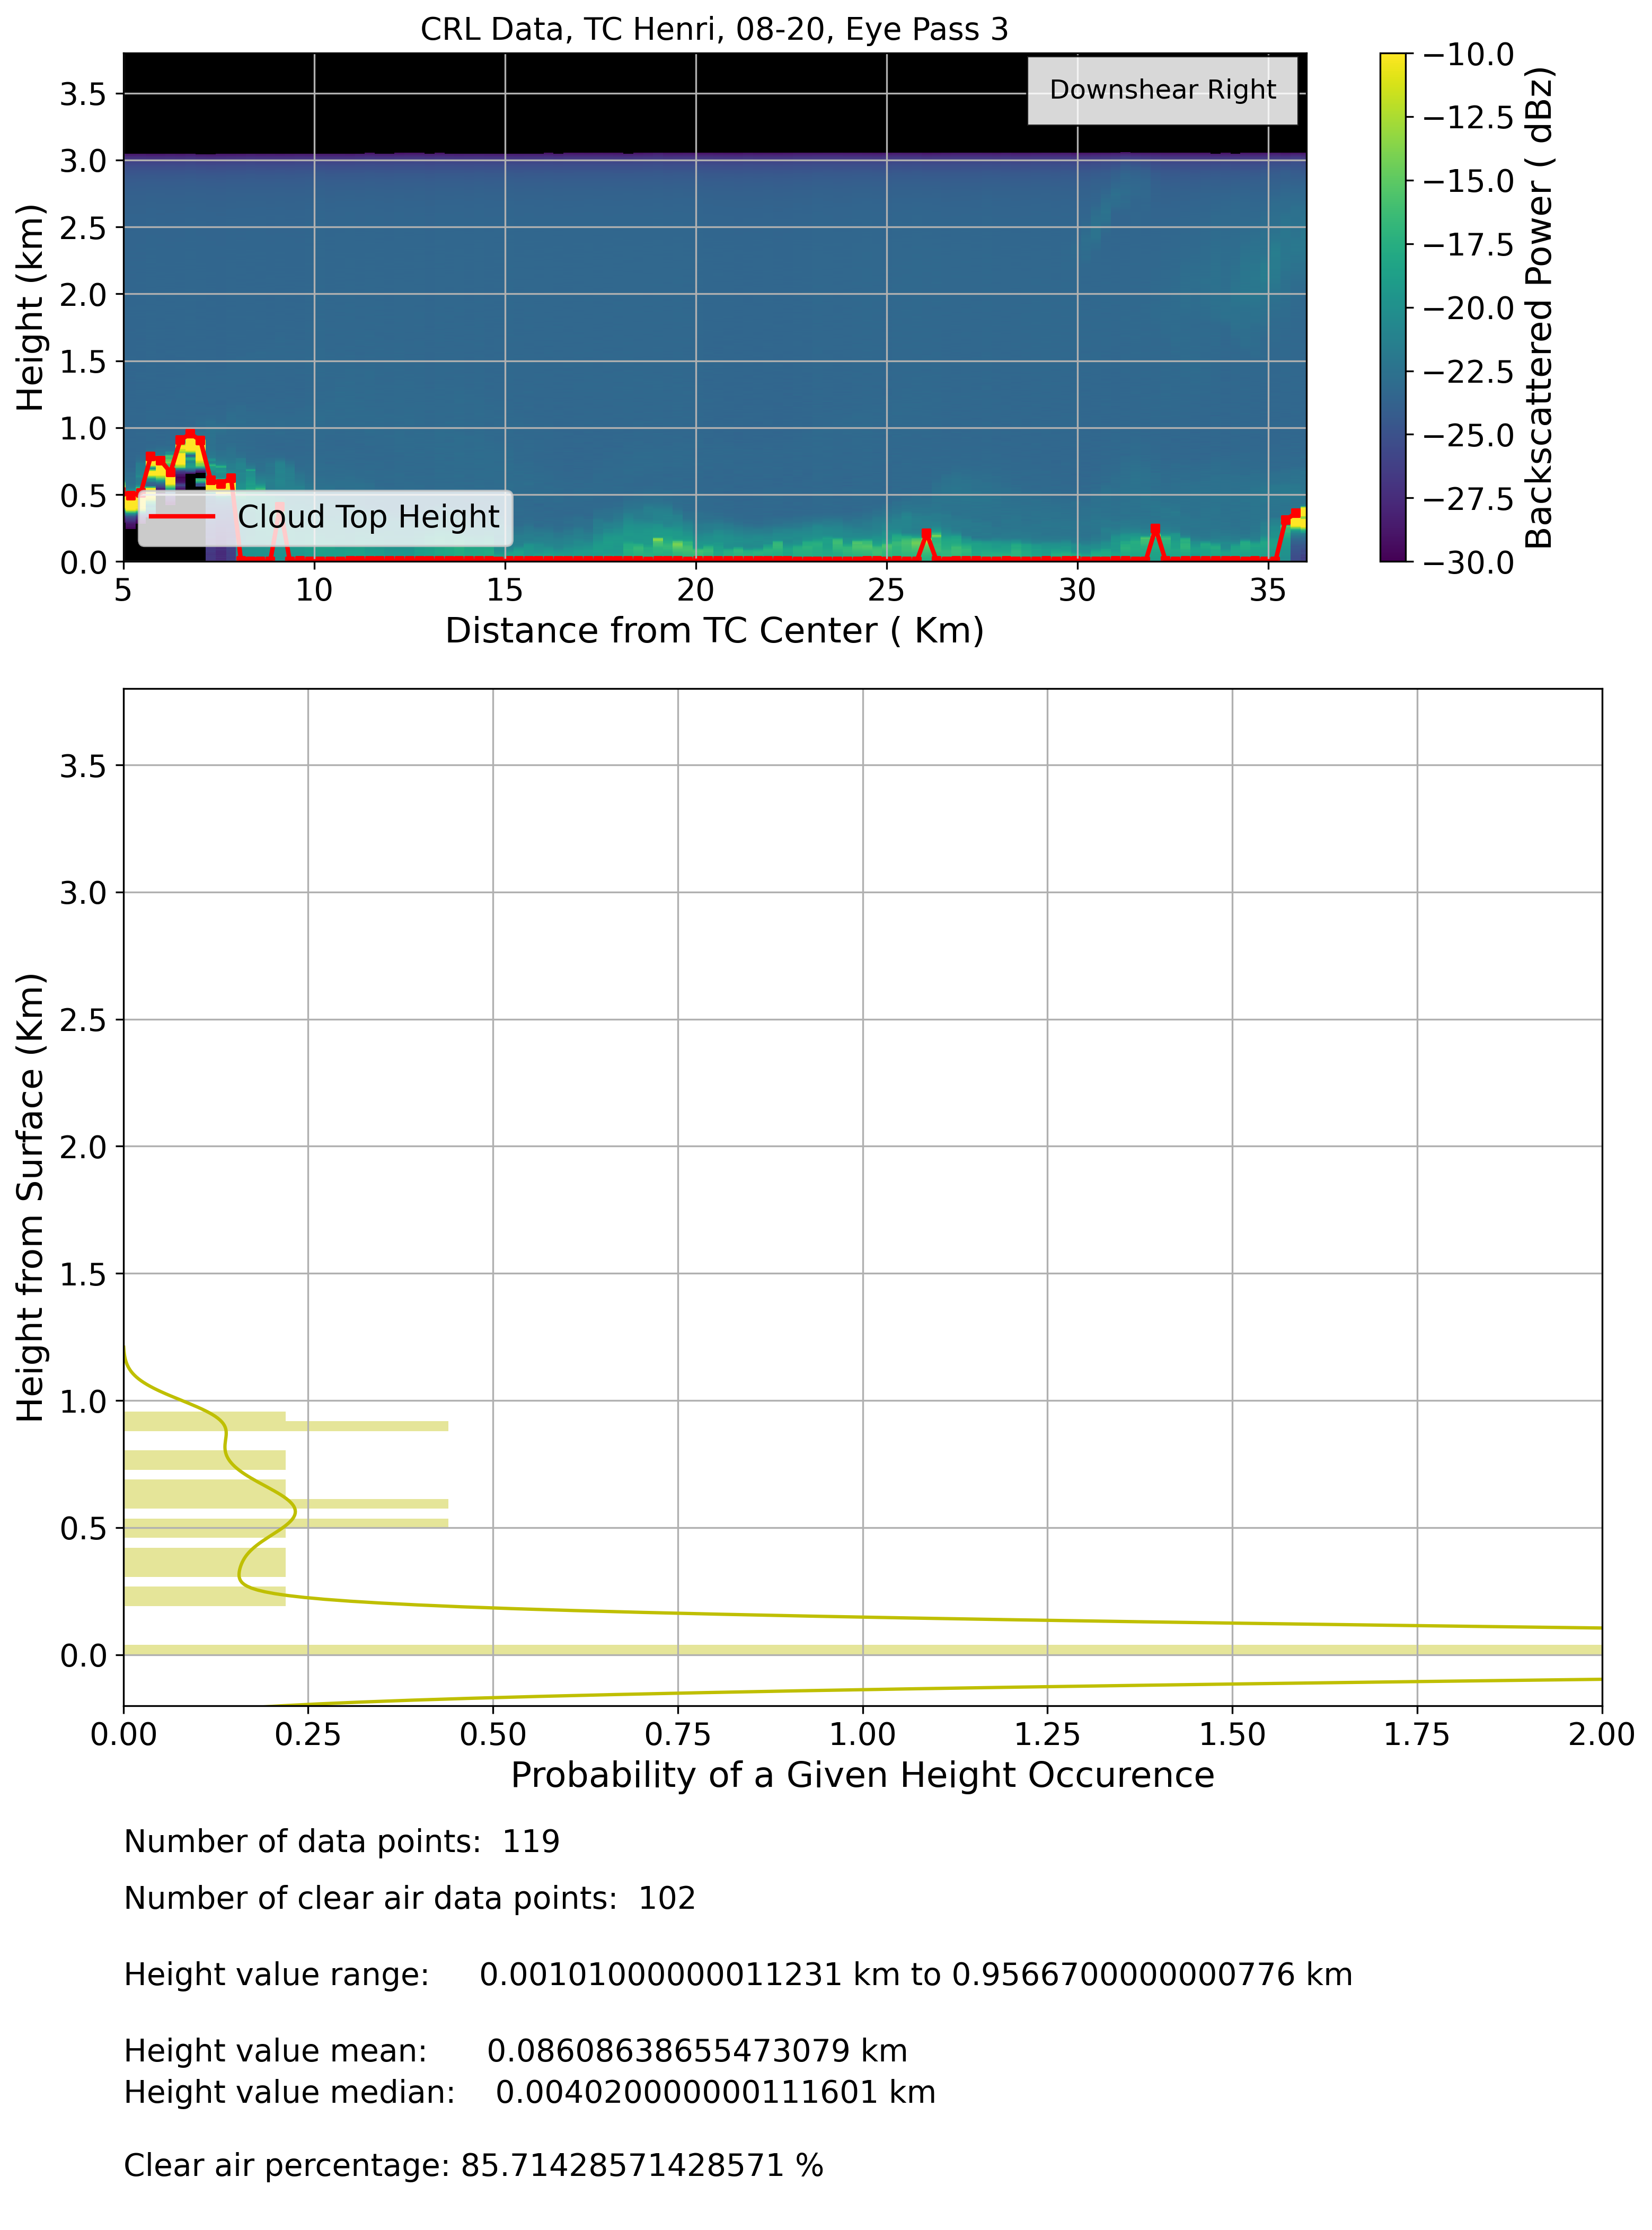 CRL Data, TC Henri, 08-20, Eye Pass 3
Downshear Right
Height (km)
3.5
3.0
2.5
2.0
1.5
1.0
0.5
0.0
Cloud Top Height
5 10 15 20 25 30 35
Distance from TC Center ( Km)
−10.0
−12.5
−15.0
−17.5
−20.0
−22.5
−25.0
−27.5
−30.0
Backscattered Power ( dBz)
Height from Surface (Km)
3.5
3.0
2.5
2.0
1.5
1.0
0.5
0.0
0.00 0.25 0.50 0.75 1.00 1.25 1.50 1.75 2.00
Probability of a Given Height Occurence
Number of data points: 119
Number of clear air data points: 102
Height value range: 0.00101000000011231 km to 0.9566700000000776 km
Height value mean: 0.08608638655473079 km
Height value median: 0.004020000000111601 km
Clear air percentage: 85.71428571428571 %